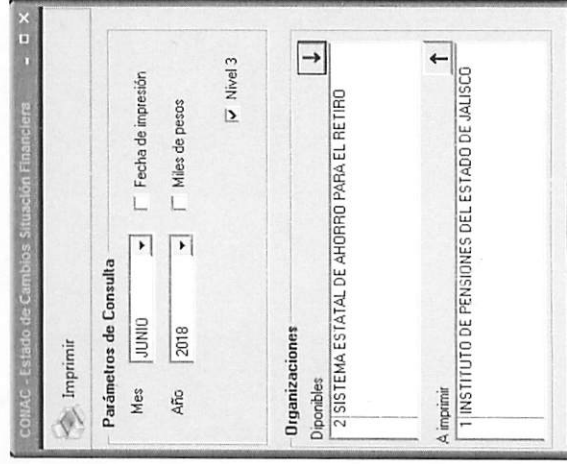 CONAC - Estado de Cambios Situación Financiera
Imprimir
Parámetros de Consulta
Mes JUNIO Fecha de impresión
Año 2018 Miles de pesos
Nivel 3
Organizaciones
Diponibles
2 SISTEMA ESTATAL DE AHORRO PARA EL RETIRO
A imprimir
1 INSTITUTO DE PENSIONES DEL ESTADO DE JALISCO